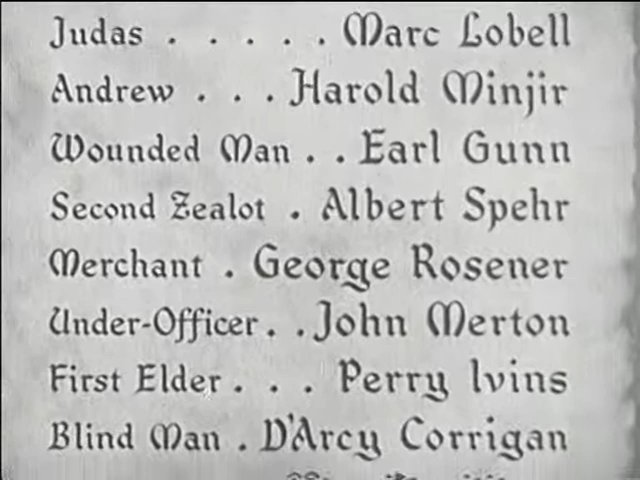 Judas . . . . . Marc Lobell
Andrew . . . Harold Minjir
Wounded Man . . Earl Gunn
Second Zealot . Albert Spehr
Merchant . George Rosener
Under-Officer . . John Merton
First Elder . . . Perry Ivins
Blind Man . D'Arcy Corrigan